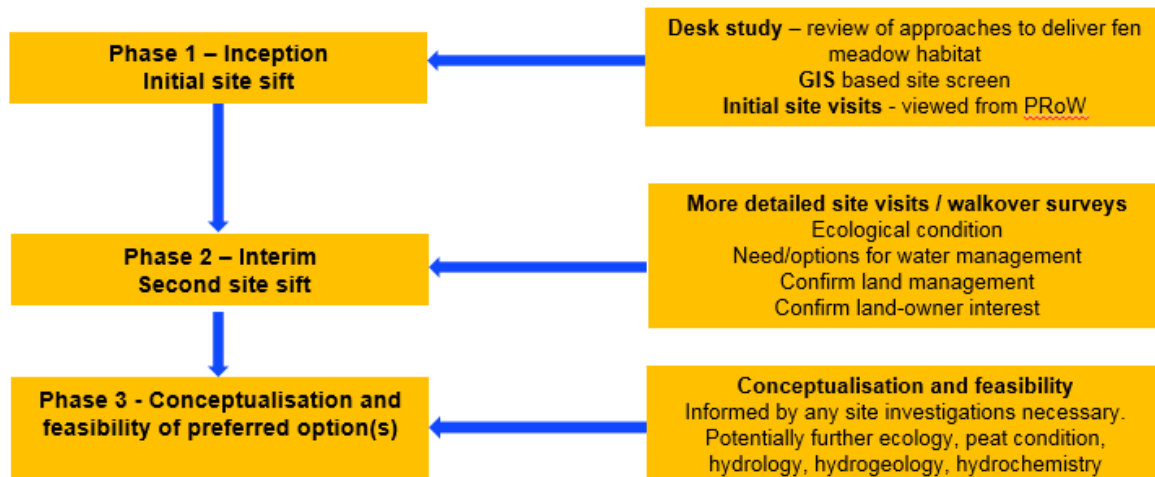 Phase 1 – Inception
Initial site sift
Desk study – review of approaches to deliver fen
meadow habitat
GIS based site screen
Initial site visits - viewed from PRoW
Phase 2 – Interim
Second site sift
More detailed site visits / walkover surveys
Ecological condition
Need/options for water management
Confirm land management
Confirm land-owner interest
Phase 3 - Conceptualisation and
feasibility of preferred option(s)
Conceptualisation and feasibility
Informed by any site investigations necessary.
Potentially further ecology, peat condition,
hydrology, hydrogeology, hydrochemistry